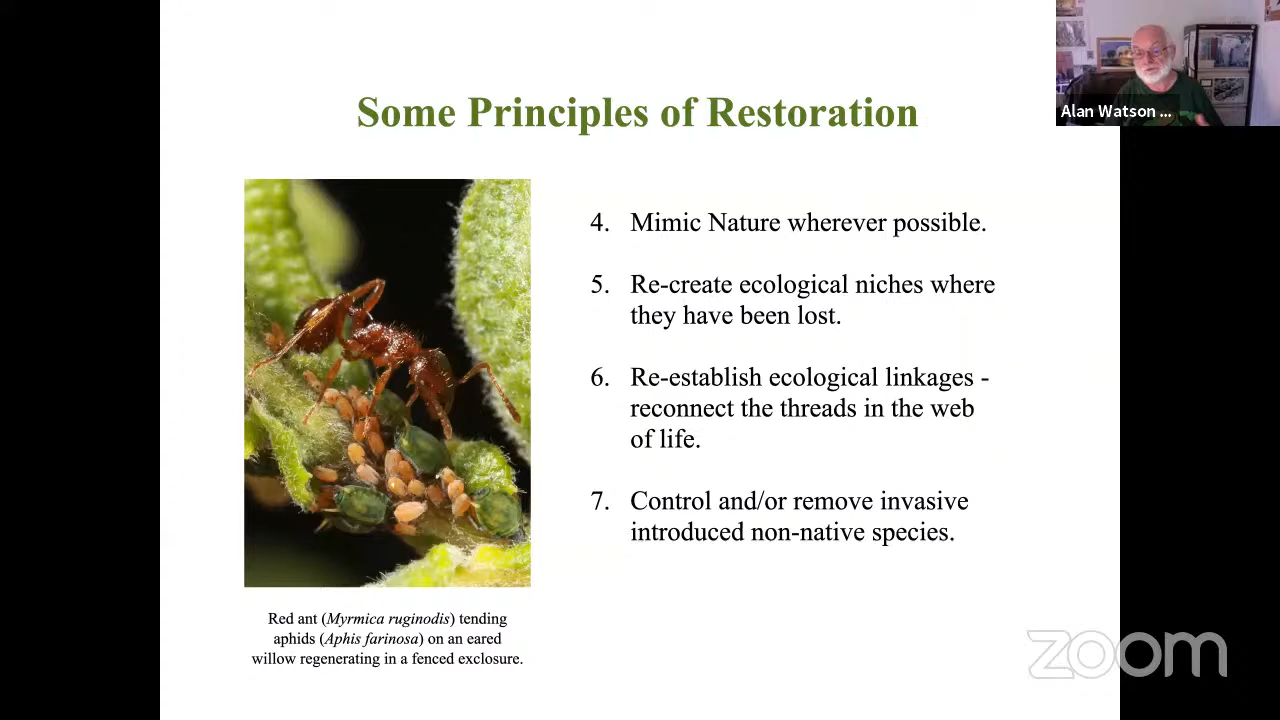 Some Principles of Restoration
Alan Watson ...
4. Mimic Nature wherever possible.
5. Re-create ecological niches where
they have been lost.
6. Re-establish ecological linkages -
reconnect the threads in the web
of life.
7. Control and/or remove invasive
introduced non-native species.
Red ant (Myrmica ruginodis) tending
aphids (Aphis farinosa) on an eared
willow regenerating in a fenced exclosure.
zoom